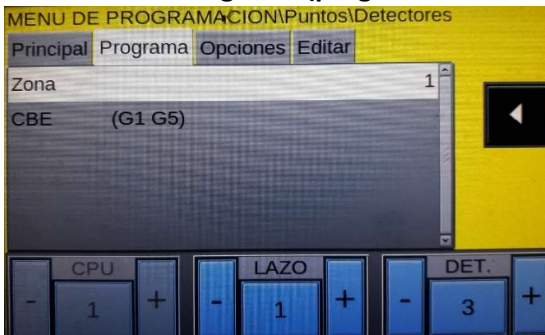 MENU DE PROGRAMACION\Puntos\Detectores
Principal Programa Opciones Editar
Zona 1
CBE (G1 G5)
CPU LAZO DET.
- 1 + - 1 + - 3 +